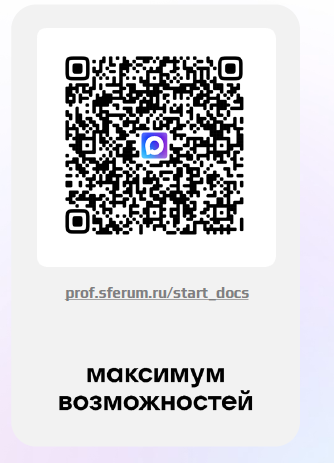 prof.sferum.ru/start_docs
максимум
возможностей